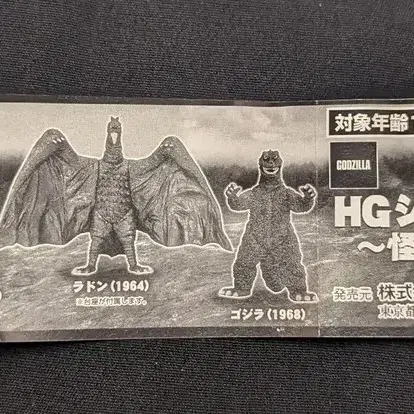 ラドン(1964)
※台座が付属します。
ゴジラ(1968)
対象年齢
GODZILLA
HGシ
～怪
発売元 株式
東京都